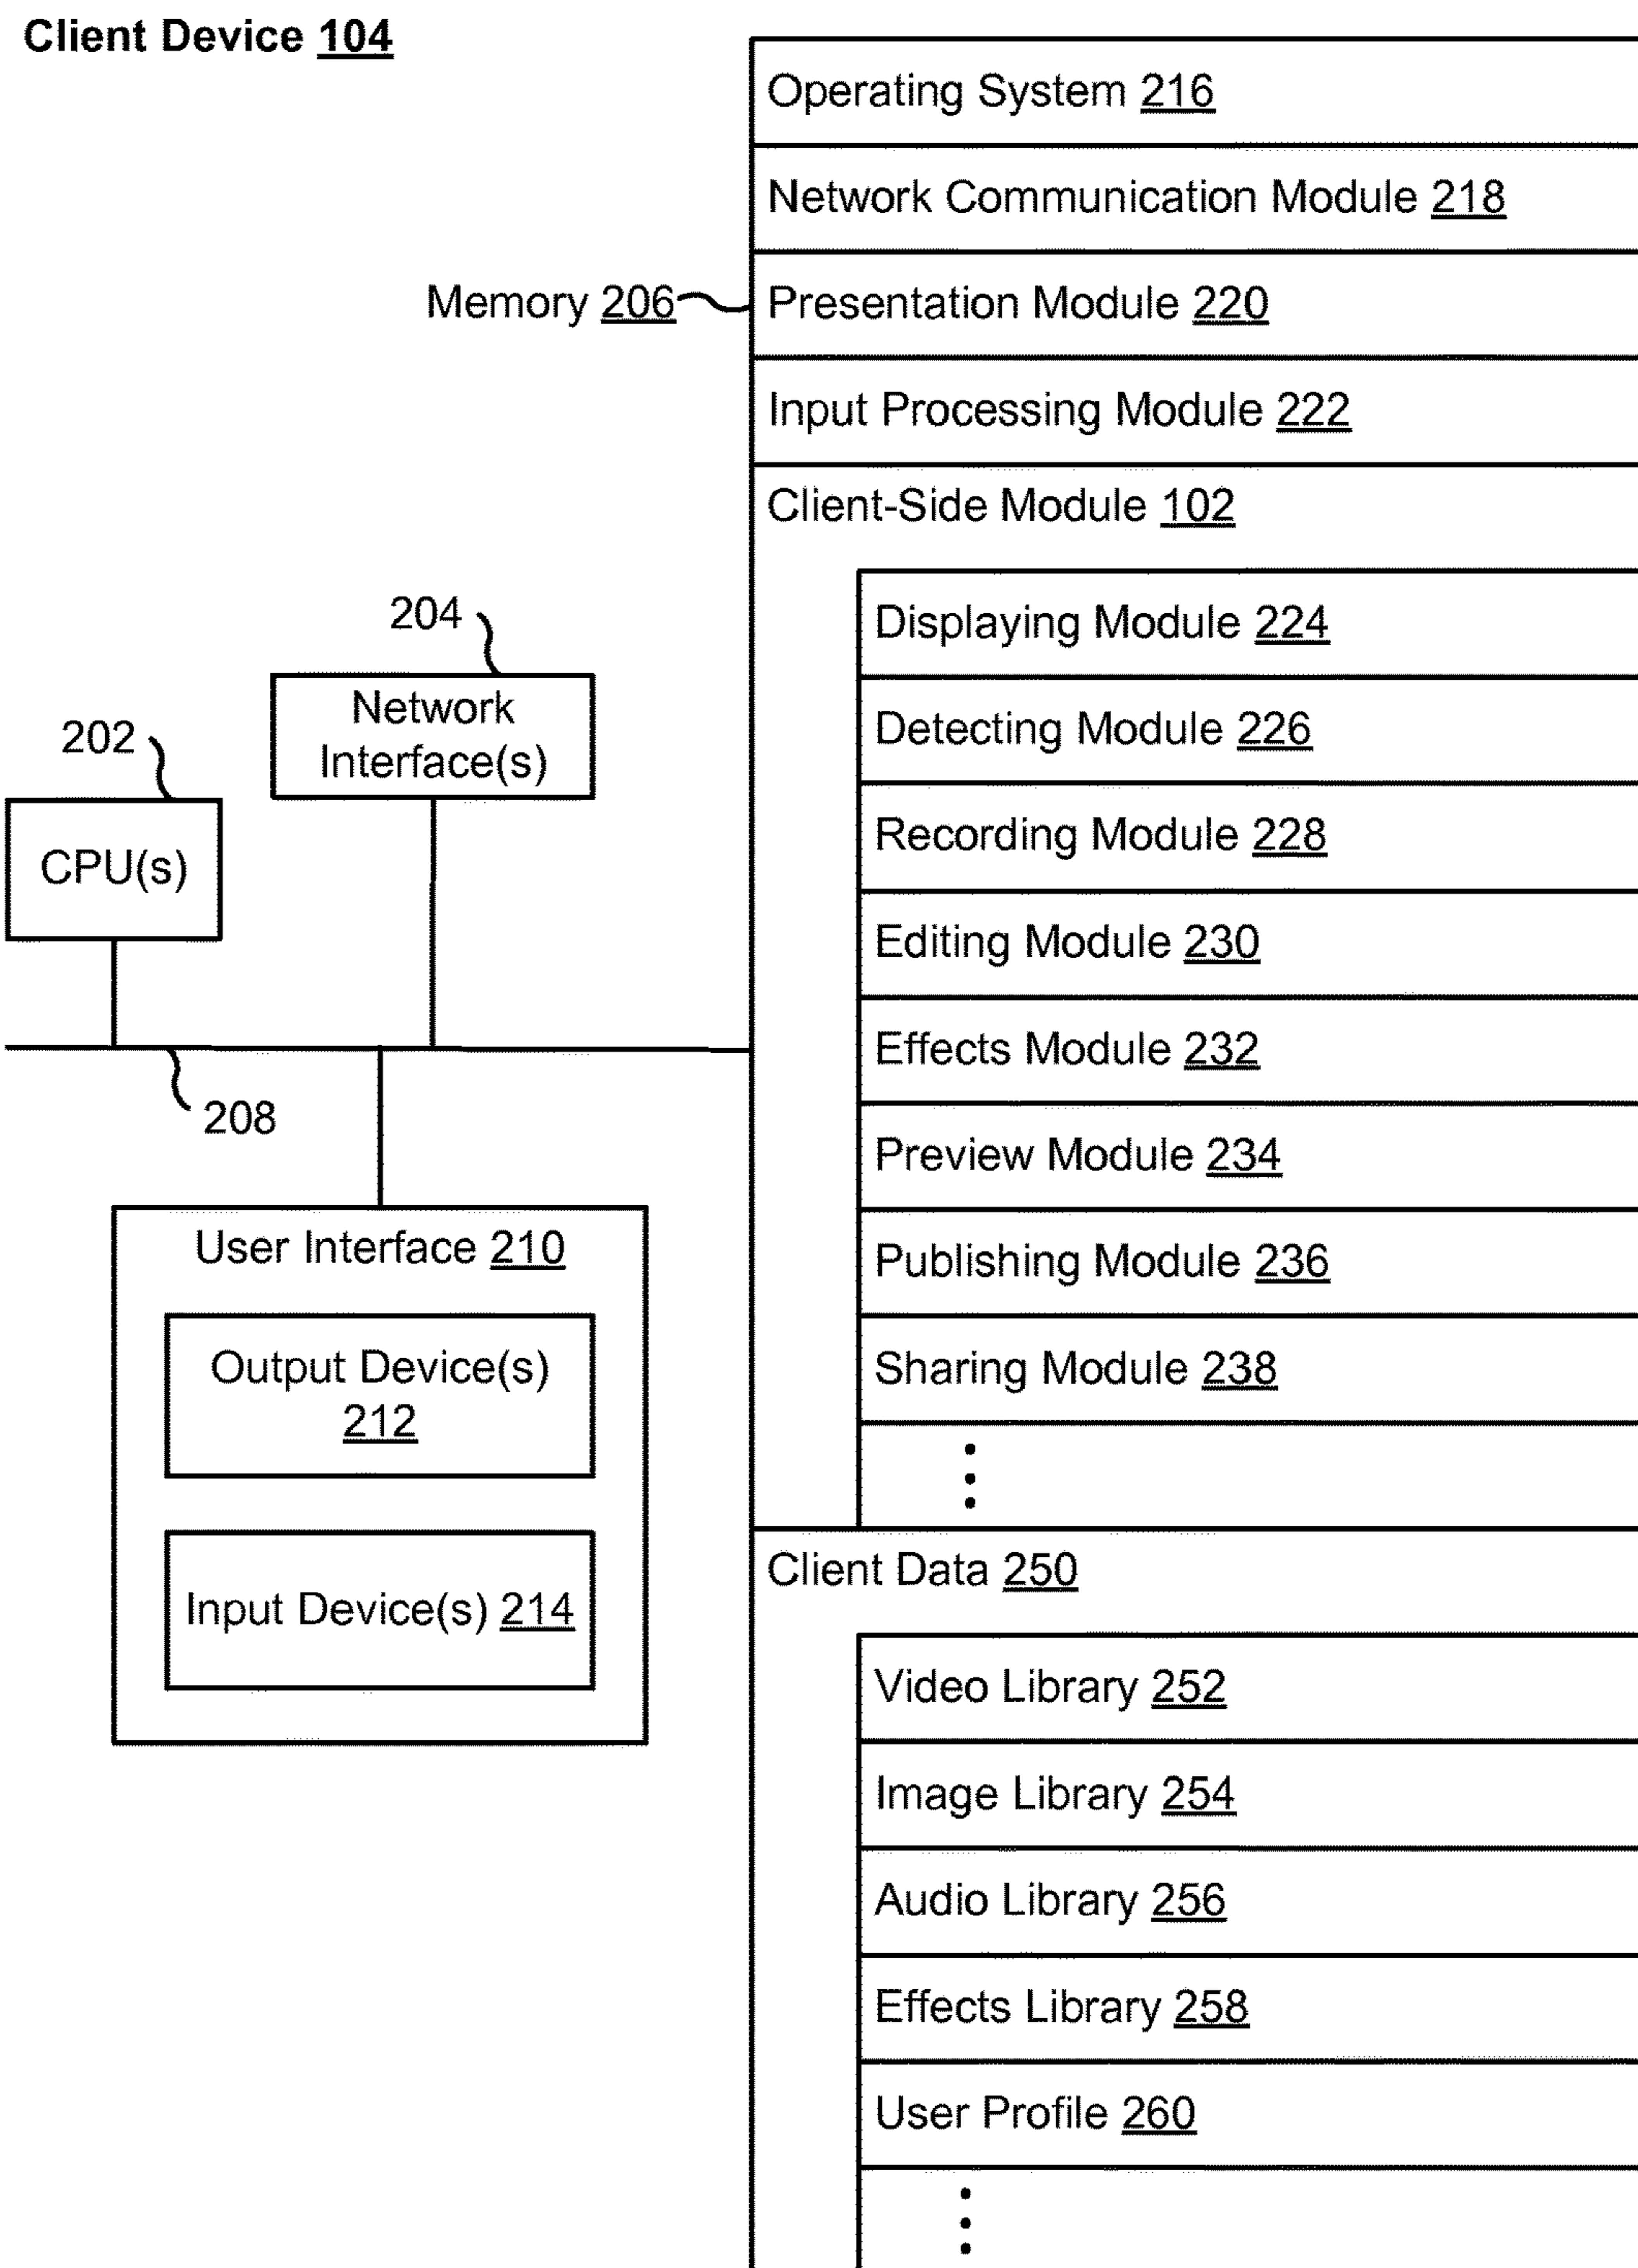 Client Device 104
Operating System 216
Network Communication Module 218
Memory 206
Presentation Module 220
Input Processing Module 222
Client-Side Module 102
Displaying Module 224
Detecting Module 226
Recording Module 228
Editing Module 230
Effects Module 232
Preview Module 234
Publishing Module 236
Sharing Module 238
204
Network
Interface(s)
202
CPU(s)
208
User Interface 210
Output Device(s)
212
Input Device(s) 214
Client Data 250
Video Library 252
Image Library 254
Audio Library 256
Effects Library 258
User Profile 260